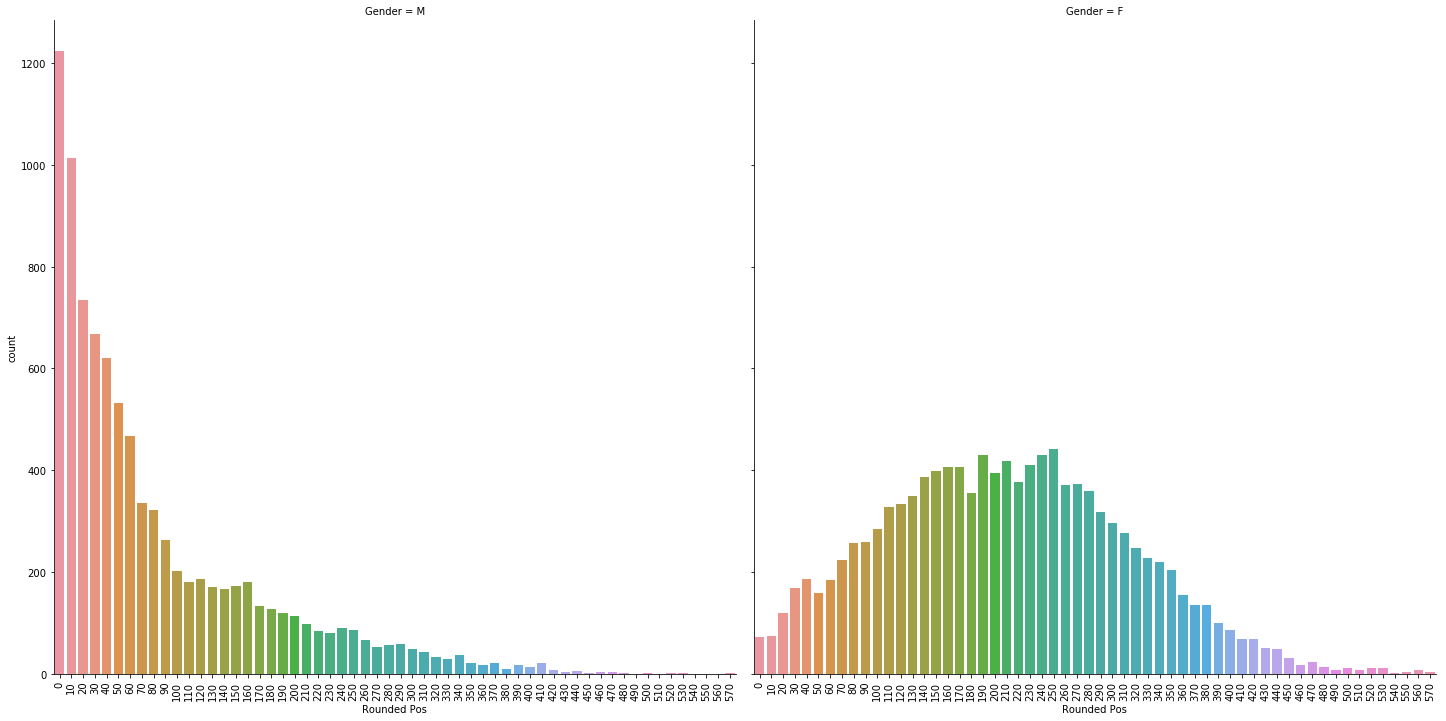 Gender = M
Gender = F
1200
1000
800
600
400
200
0
count
0 10 20 30 40 50 60 70 80 90 100 110 120 130 140 150 160 170 180 190 200 210 220 230 240 250 260 270 280 290 300 310 320 330 340 350 360 370 380 390 400 410 420 430 440 450 460 470 480 490 500 510 520 530 540 550 560 570
0 10 20 30 40 50 60 70 80 90 100 110 120 130 140 150 160 170 180 190 200 210 220 230 240 250 260 270 280 290 300 310 320 330 340 350 360 370 380 390 400 410 420 430 440 450 460 470 480 490 500 510 520 530 540 550 560 570
Rounded Pos
Rounded Pos